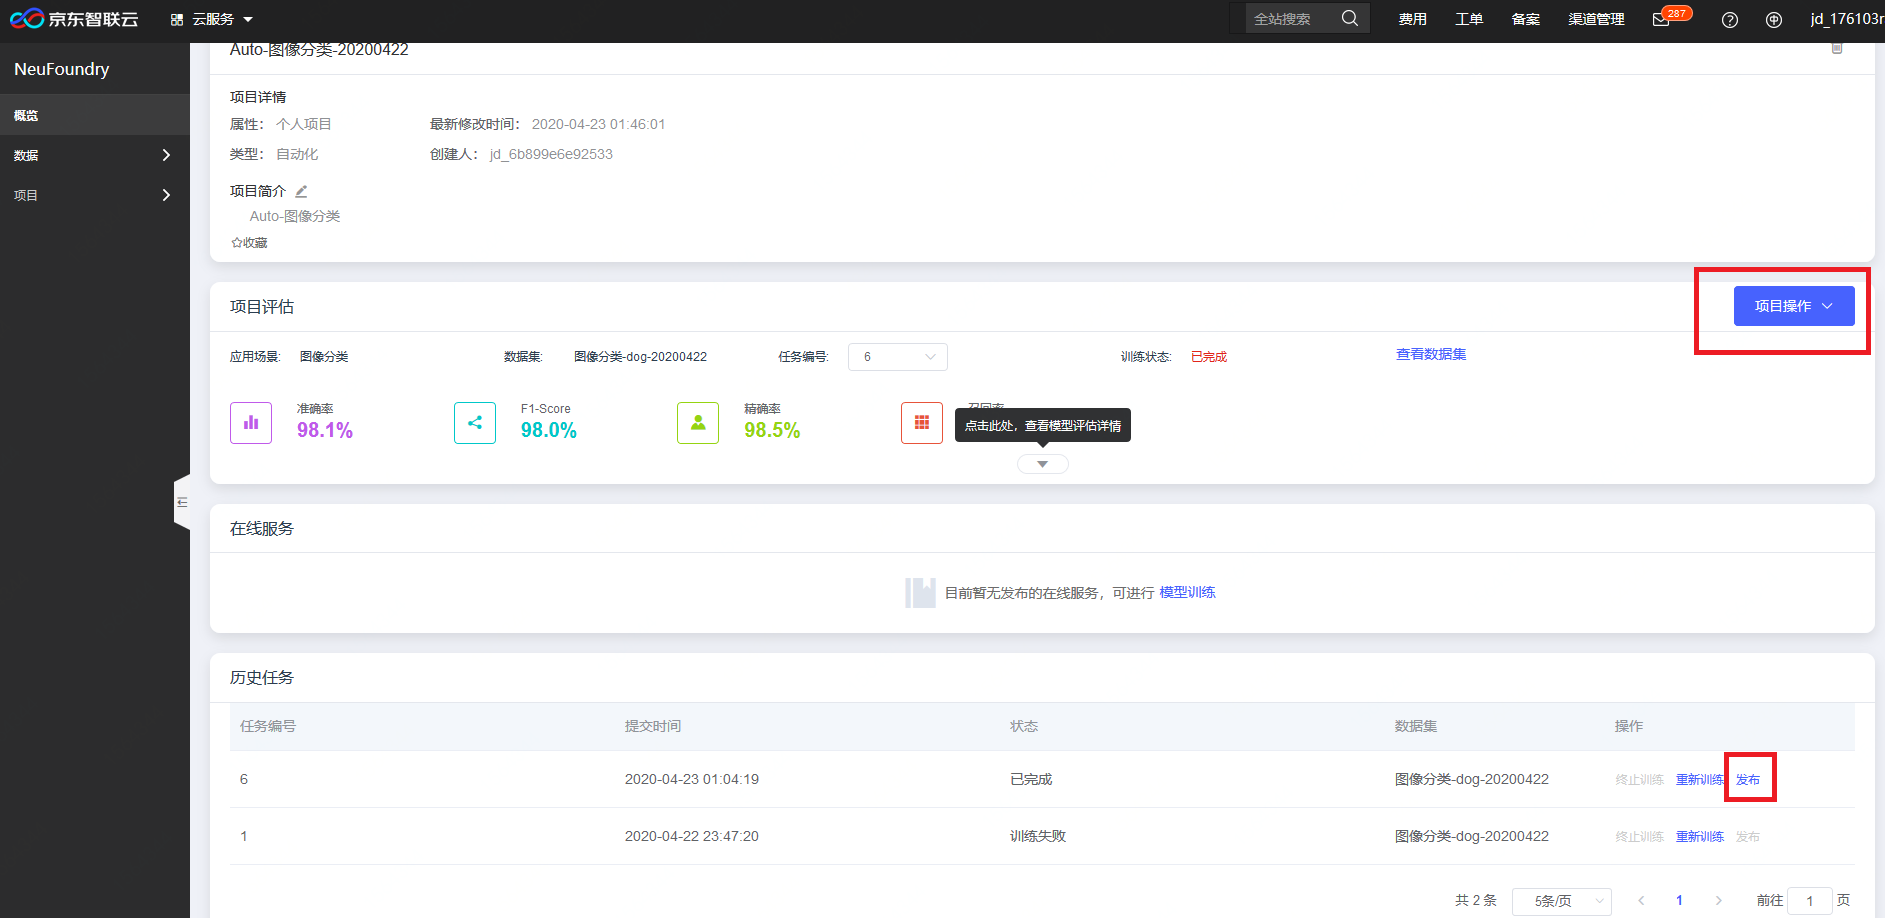 京东智联云 云服务 全站搜索 费用 工单 备案 渠道管理 287 jd_176103r
NeuFoundry
概览
数据
项目
Auto-图像分类-20200422
项目详情
属性： 个人项目 最新修改时间： 2020-04-23 01:46:01
类型： 自动化 创建人： jd_6b899e6e92533
项目简介
Auto-图像分类
收藏
项目评估 项目操作
应用场景: 图像分类 数据集: 图像分类-dog-20200422 任务编号: 6 训练状态: 已完成 查看数据集
准确率 F1-Score 精确率 召回率
98.1% 98.0% 98.5%
点击此处，查看模型评估详情
在线服务
目前暂无发布的在线服务，可进行 模型训练
历史任务
任务编号 提交时间 状态 数据集 操作
6 2020-04-23 01:04:19 已完成 图像分类-dog-20200422 终止训练 重新训练 发布
1 2020-04-22 23:47:20 训练失败 图像分类-dog-20200422 终止训练 重新训练 发布
共 2 条 5条/页 1 前往 1 页